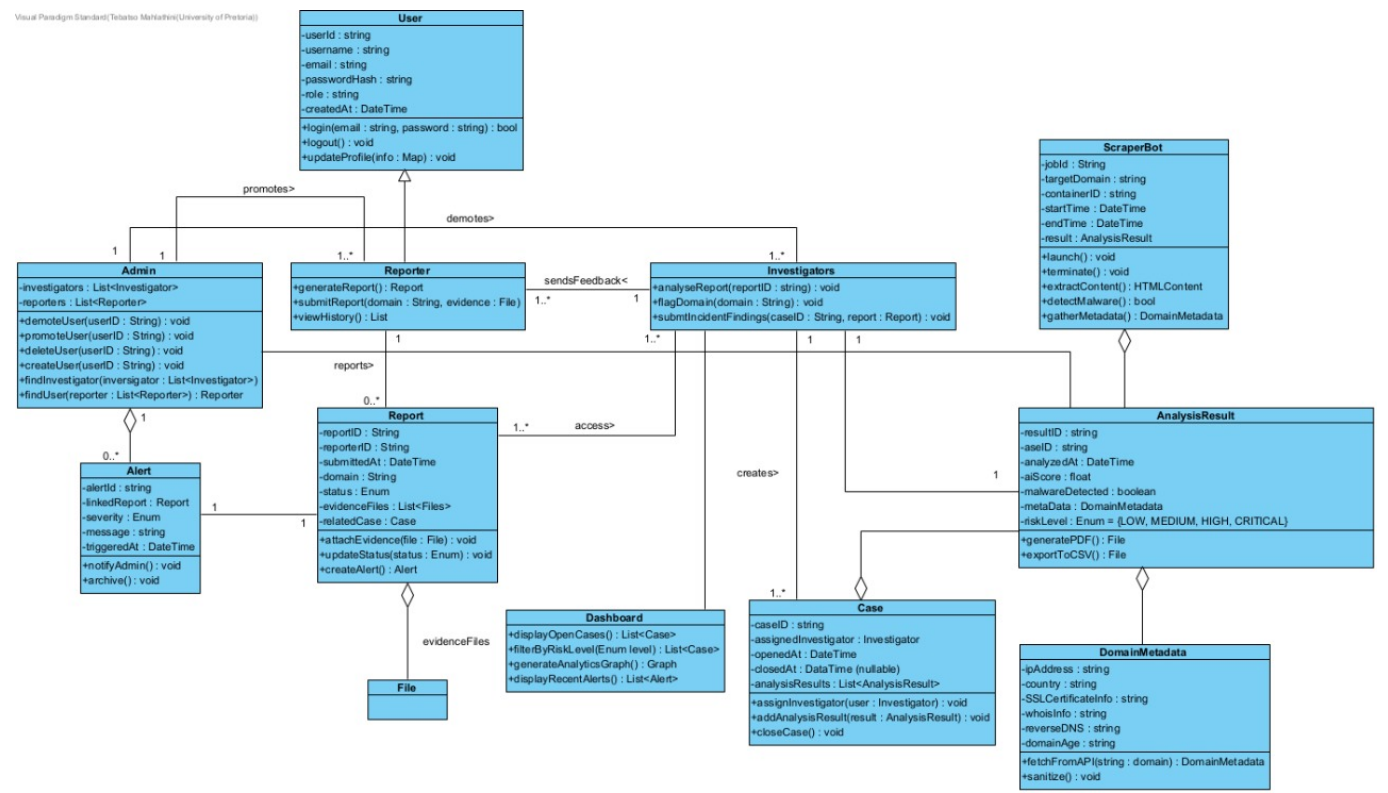 Visual Paradigm Standard(Tebatso Mahlathini(University of Pretoria))
User
-userId : string
-username : string
-email : string
-passwordHash : string
-role : string
-createdAt : DateTime
+login(email : string, password : string) : bool
+logout() : void
+updateProfile(info : Map) : void
promotes>
demotes>
1
1
1..*
1..*
Admin
-investigators : List<Investigator>
-reporters : List<Reporter>
+demoteUser(userID : String) : void
+promoteUser(userID : String) : void
+deleteUser(userID : String) : void
+createUser(userID : String) : void
+findInvestigator(inversigator : List<Investigator>)
+findUser(reporter : List<Reporter>) : Reporter
Reporter
+generateReport() : Report
+submitReport(domain : String, evidence : File)
+viewHistory() : List
sendsFeedback<
1..*
1
Investigators
+analyseReport(reportID : string) : void
+flagDomain(domain : String) : void
+submtIncidentFindings(caseID : String, report : Report) : void
ScraperBot
-jobId : String
-targetDomain : string
-containerID : string
-startTime : DateTime
-endTime : DateTime
-result : AnalysisResult
+launch() : void
+terminate() : void
+extractContent() : HTMLContent
+detectMalware() : bool
+gatherMetadata() : DomainMetadata
1
1..*
1
1
reports>
0..*
1
0..*
Alert
-alertId : string
-linkedReport : Report
-severity : Enum
-message : string
-triggeredAt : DateTime
+notifyAdmin() : void
+archive() : void
1
1
Report
-reportID : String
-reporterID : String
-submittedAt : DateTime
-domain : String
-status : Enum
-evidenceFiles : List<Files>
-relatedCase : Case
+attachEvidence(file : File) : void
+updateStatus(status : Enum) : void
+createAlert() : Alert
1..*
access>
creates>
1
AnalysisResult
-resultID : string
-aseID : string
-analyzedAt : DateTime
-aiScore : float
-malwareDetected : boolean
-metaData : DomainMetadata
-riskLevel : Enum = {LOW, MEDIUM, HIGH, CRITICAL}
+generatePDF() : File
+exportToCSV() : File
evidenceFiles
File
Dashboard
+displayOpenCases() : List<Case>
+filterByRiskLevel(Enum level) : List<Case>
+generateAnalyticsGraph() : Graph
+displayRecentAlerts() : List<Alert>
1..*
Case
-caseID : string
-assignedInvestigator : Investigator
-openedAt : DateTime
-closedAt : DataTime (nullable)
-analysisResults : List<AnalysisResult>
+assignInvestigator(user : Investigator) : void
+addAnalysisResult(result : AnalysisResult) : void
+closeCase() : void
DomainMetadata
-ipAddress : string
-country : string
-SSLCertificateInfo : string
-whoisInfo : string
-reverseDNS : string
-domainAge : string
+fetchFromAPI(string : domain) : DomainMetadata
+sanitize() : void